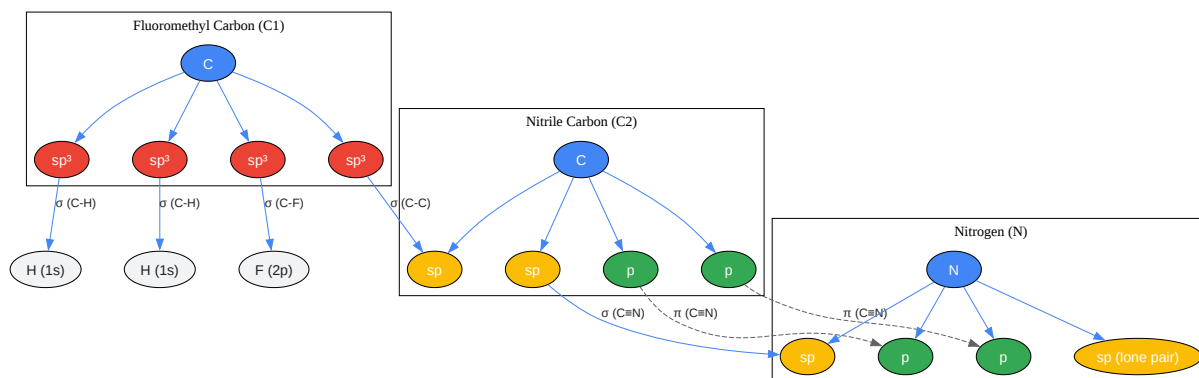 Fluoromethyl Carbon (C1)
C
sp³
sp³
sp³
sp³
σ (C-H)
σ (C-H)
σ (C-F)
σ (C-C)
H (1s)
H (1s)
F (2p)
Nitrile Carbon (C2)
C
sp
sp
p
p
σ (C≡N)
π (C≡N)
π (C≡N)
Nitrogen (N)
N
sp
p
p
sp (lone pair)